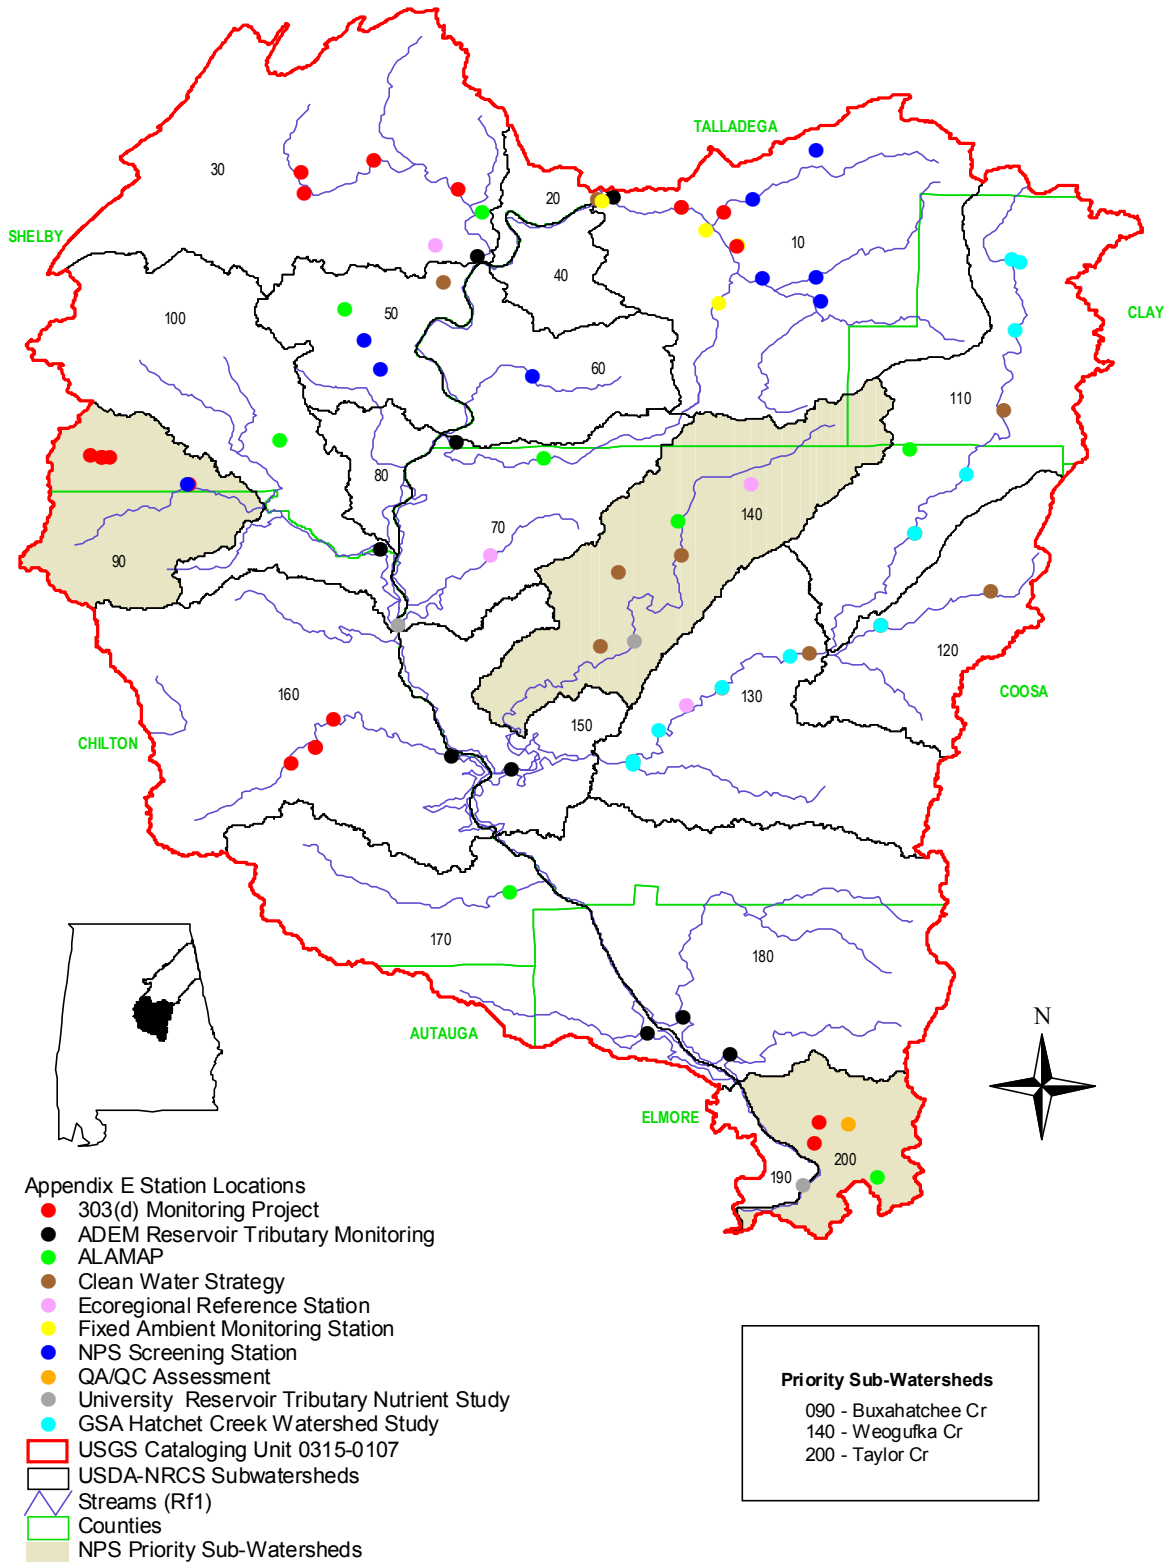 TALLADEGA
30
20
10
SHELBY
40
CLAY
50
100
60
110
80
70
140
90
120
160
130
COOSA
150
CHILTON
170
180
N
AUTAUGA
ELMORE
200
190
Appendix E Station Locations
303(d) Monitoring Project
ADEM Reservoir Tributary Monitoring
ALAMAP
Clean Water Strategy
Ecoregional Reference Station
Fixed Ambient Monitoring Station
NPS Screening Station
QA/QC Assessment
University Reservoir Tributary Nutrient Study
GSA Hatchet Creek Watershed Study
USGS Cataloging Unit 0315-0107
USDA-NRCS Subwatersheds
Streams (Rf1)
Counties
NPS Priority Sub-Watersheds
Priority Sub-Watersheds
090 - Buxahatchee Cr
140 - Weogufka Cr
200 - Taylor Cr